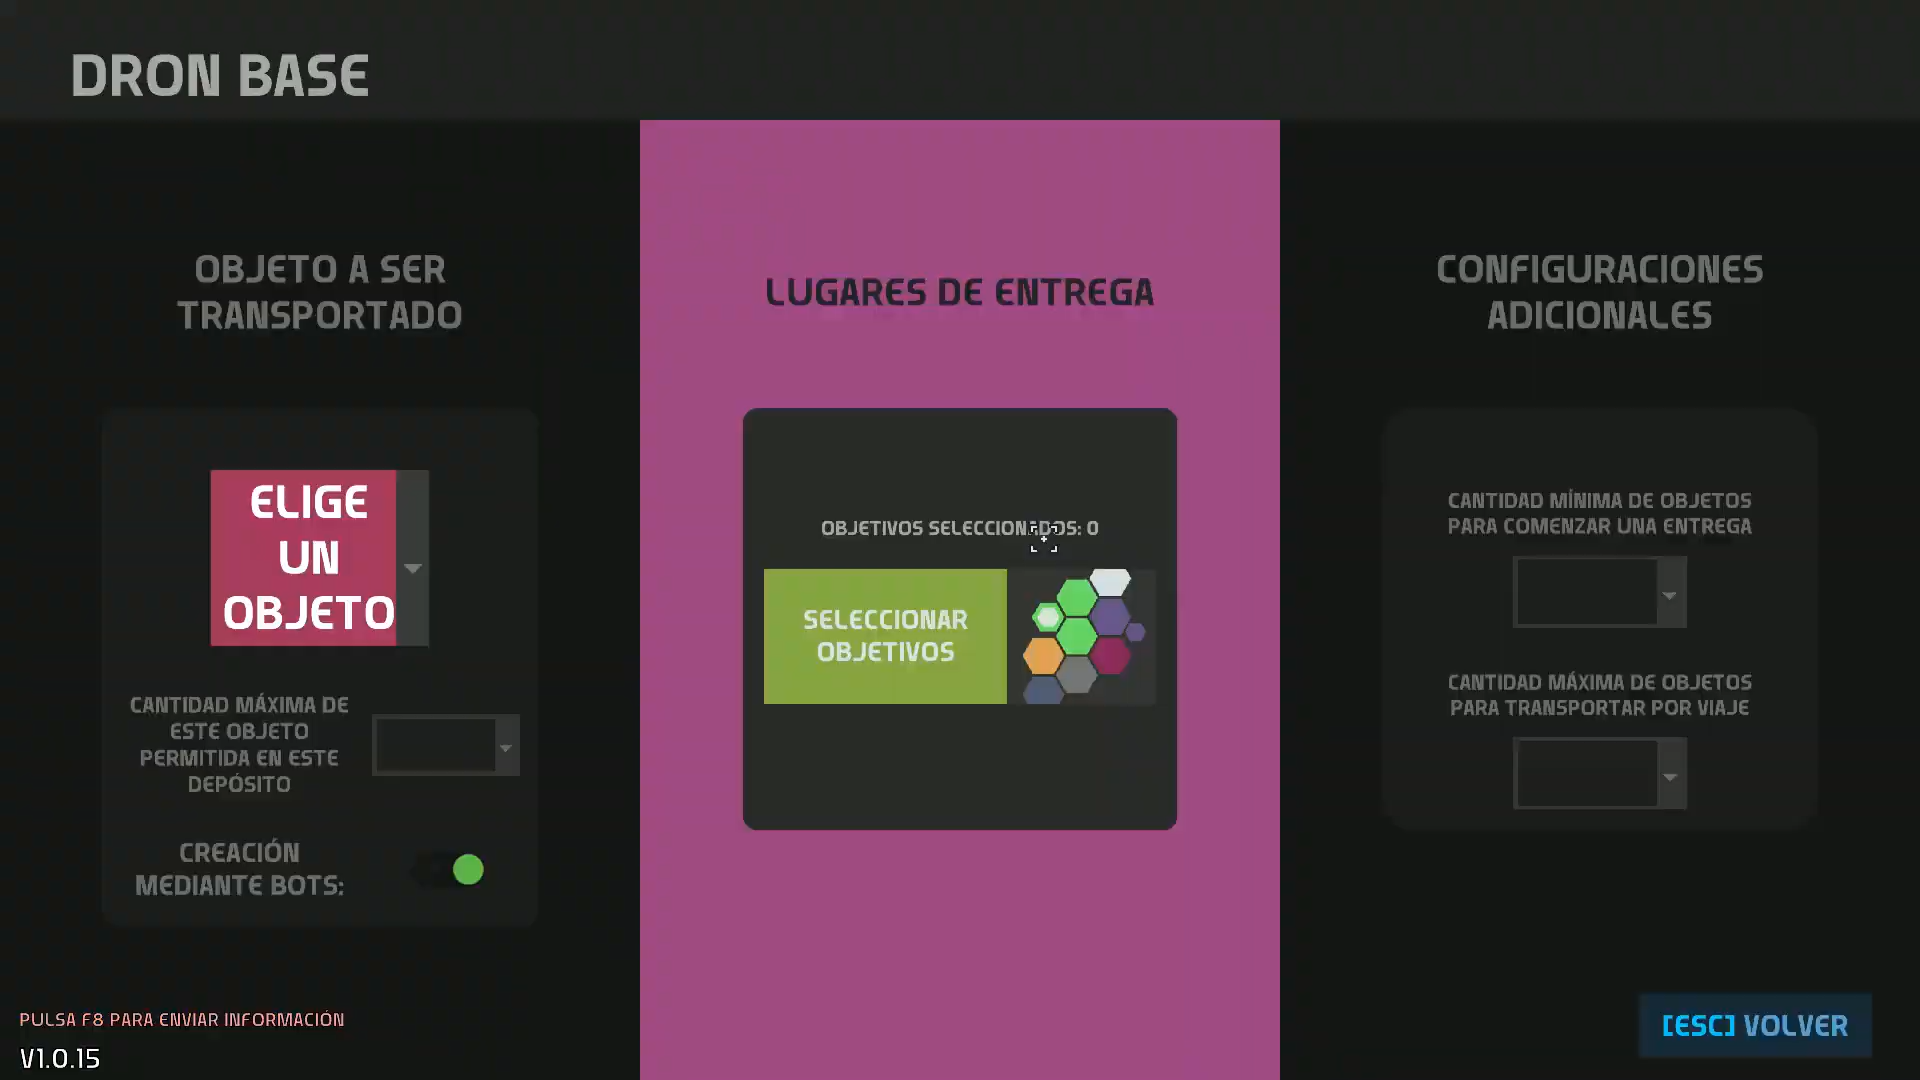 DRON BASE
OBJETO A SER
TRANSPORTADO
ELIGE
UN
OBJETO
CANTIDAD MÁXIMA DE
ESTE OBJETO
PERMITIDA EN ESTE
DEPÓSITO
CREACIÓN
MEDIANTE BOTS:
LUGARES DE ENTREGA
OBJETIVOS SELECCIONADOS: 0
SELECCIONAR
OBJETIVOS
CONFIGURACIONES
ADICIONALES
CANTIDAD MÍNIMA DE OBJETOS
PARA COMENZAR UNA ENTREGA
CANTIDAD MÁXIMA DE OBJETOS
PARA TRANSPORTAR POR VIAJE
PULSA F8 PARA ENVIAR INFORMACIÓN
V1.0.15
[ESC] VOLVER